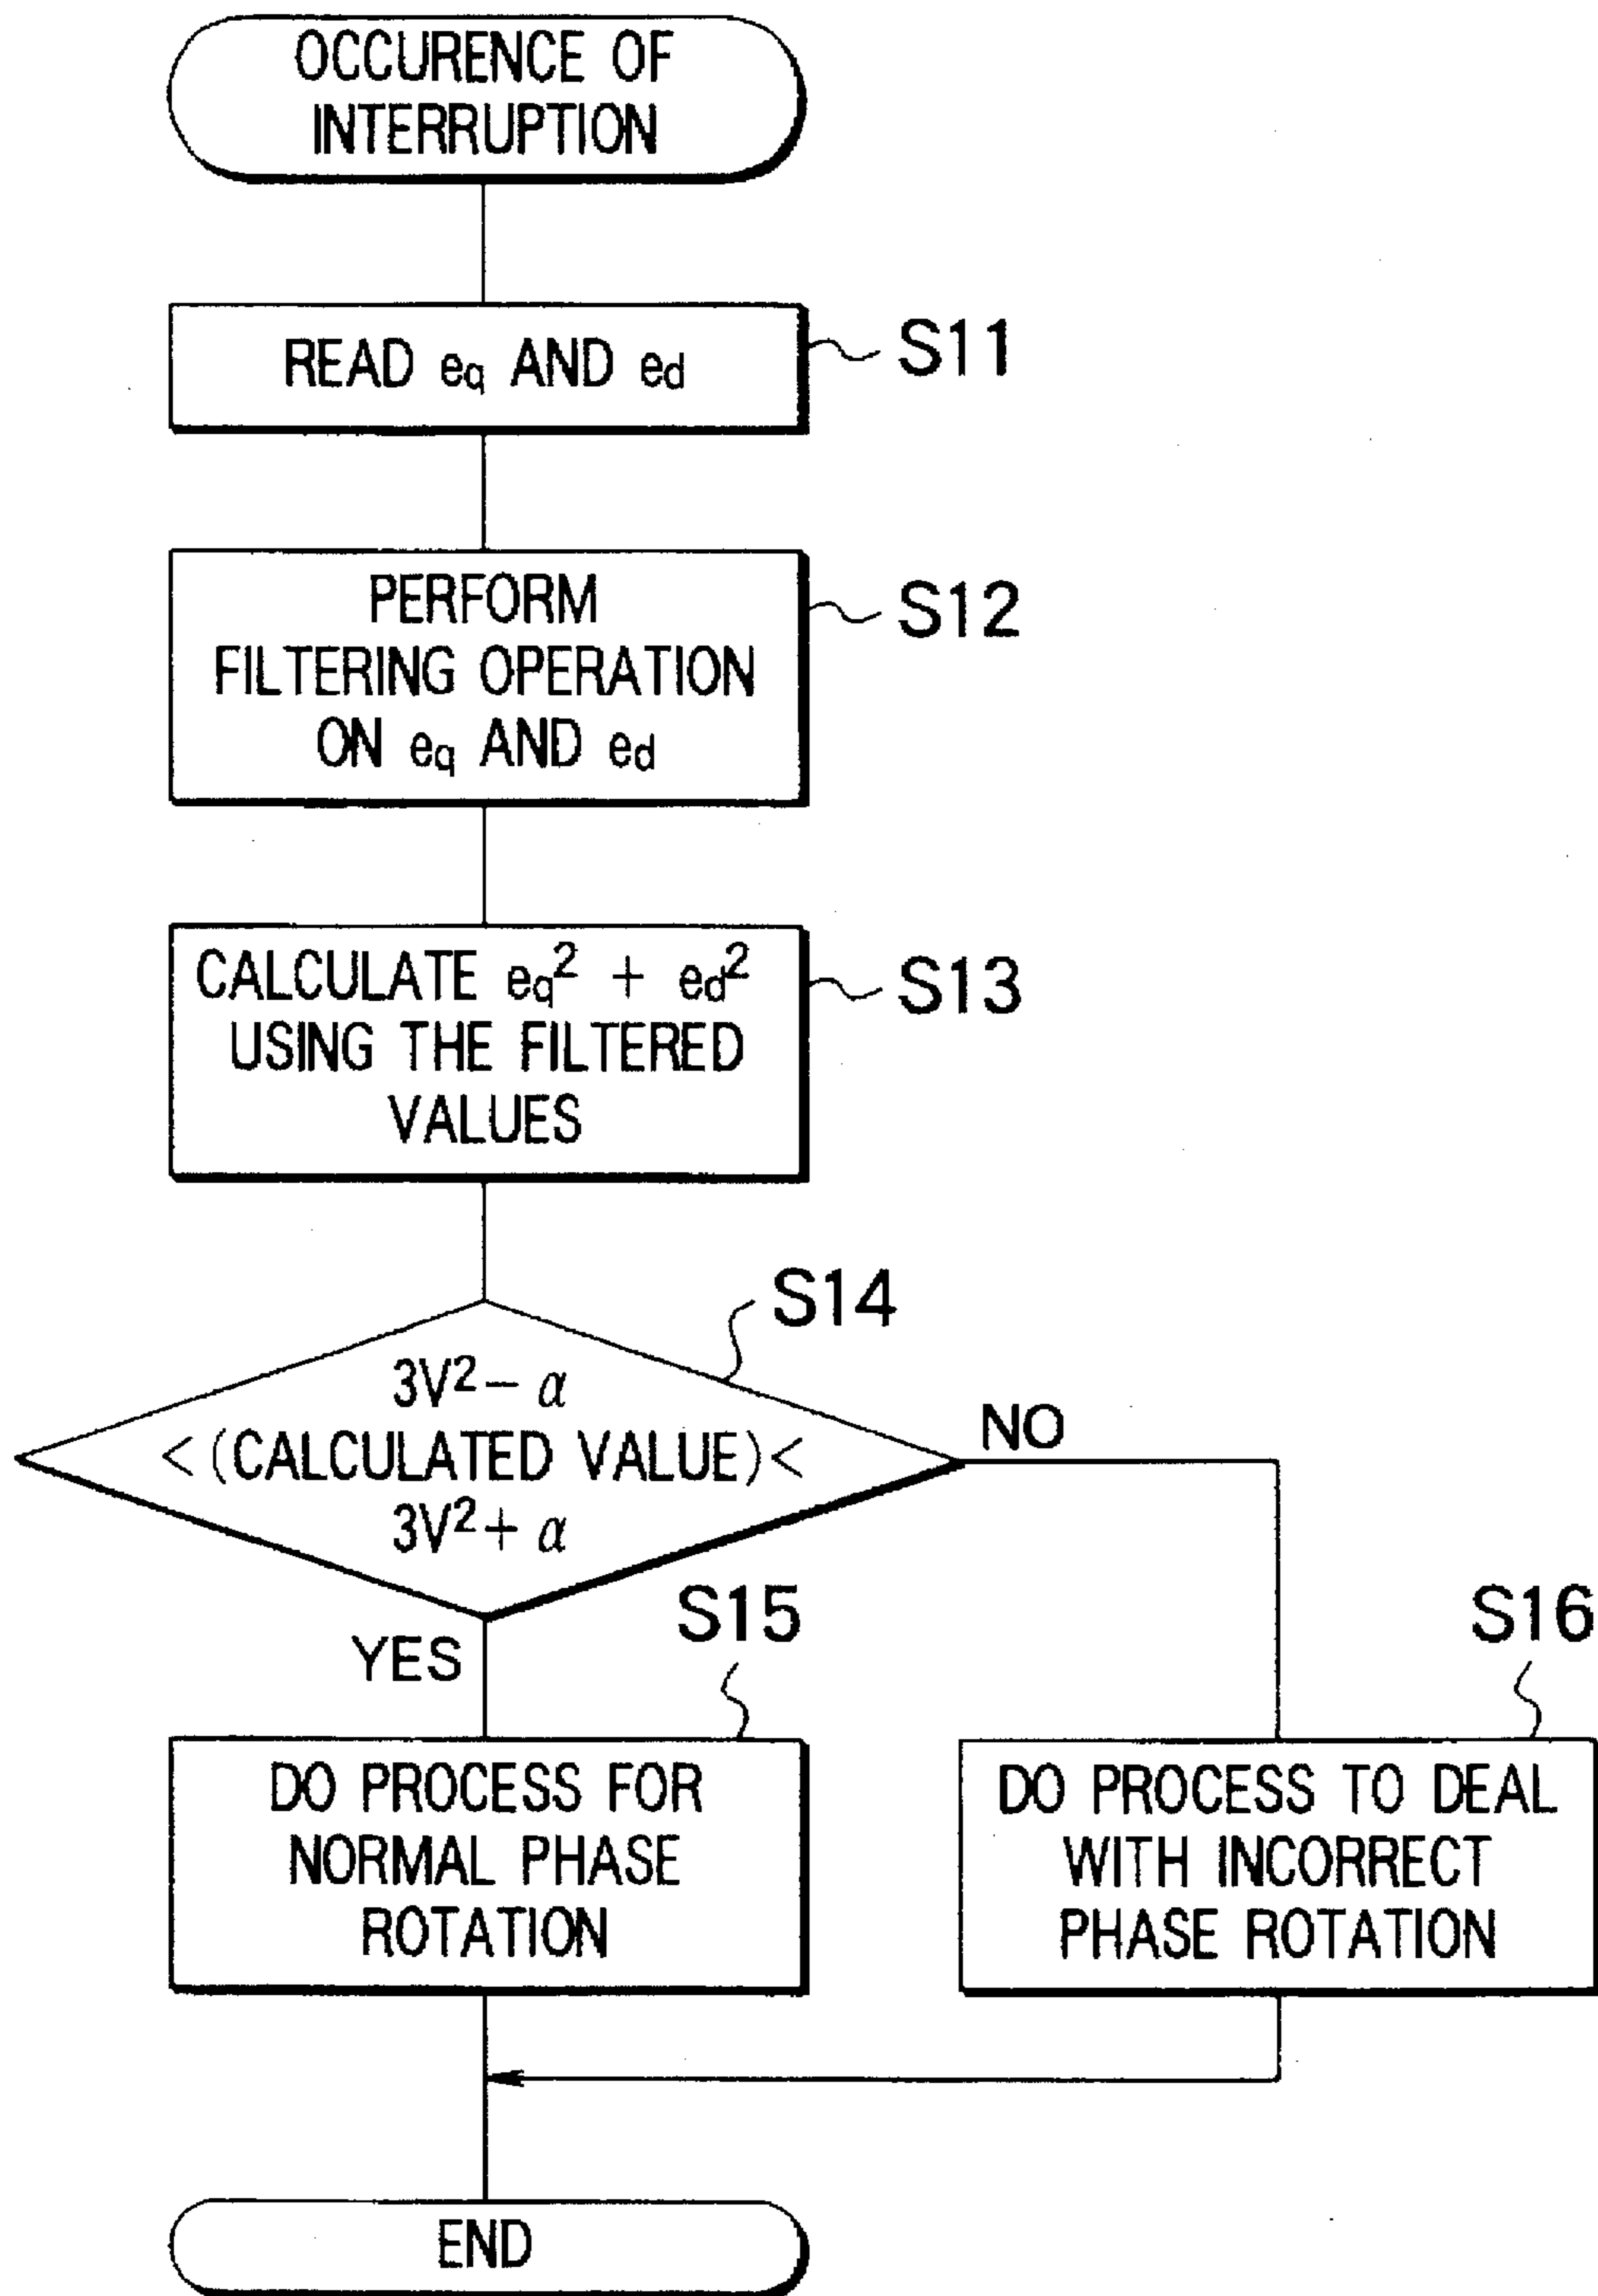 OCCURENCE OF
INTERRUPTION
READ eq AND ed
S11
PERFORM
FILTERING OPERATION
ON eq AND ed
S12
CALCULATE eq² + ed²
USING THE FILTERED
VALUES
S13
S14
3V² − α
< (CALCULATED VALUE) <
3V² + α
NO
YES
S15
DO PROCESS FOR
NORMAL PHASE
ROTATION
S16
DO PROCESS TO DEAL
WITH INCORRECT
PHASE ROTATION
END